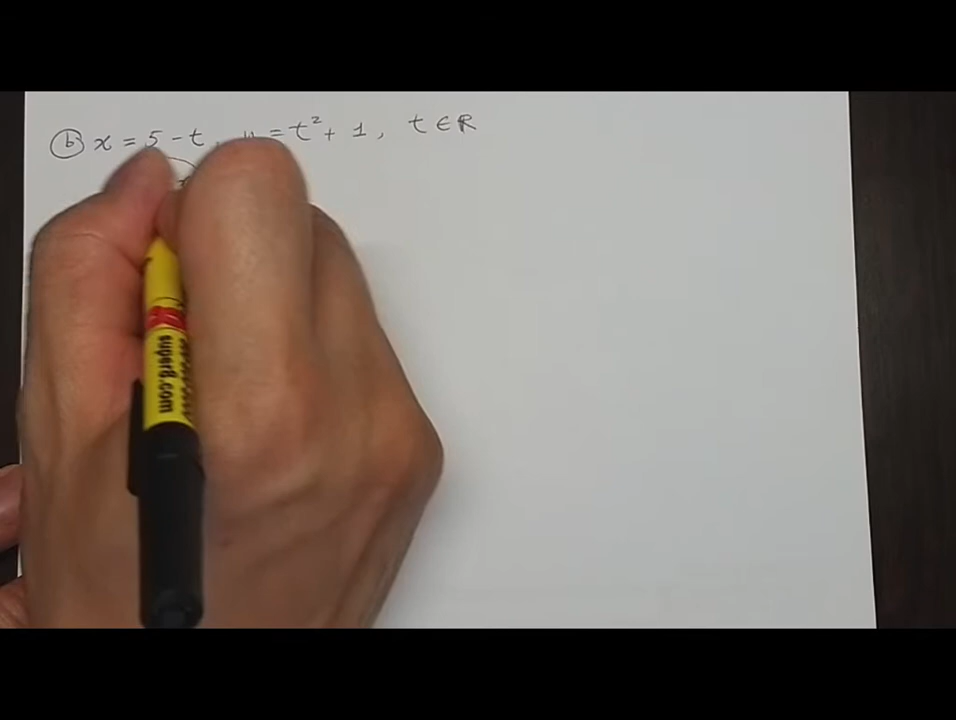 b x = 5 - t, y = t² + 1, t ∈ ℝ
super8.com